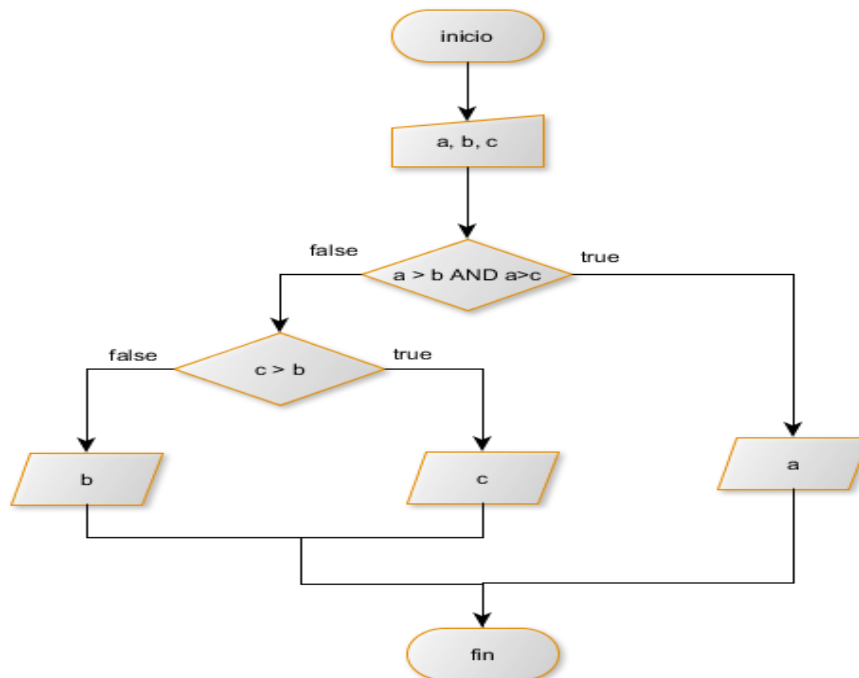 inicio
a, b, c
false
true
a > b AND a>c
false
true
c > b
b
c
a
fin